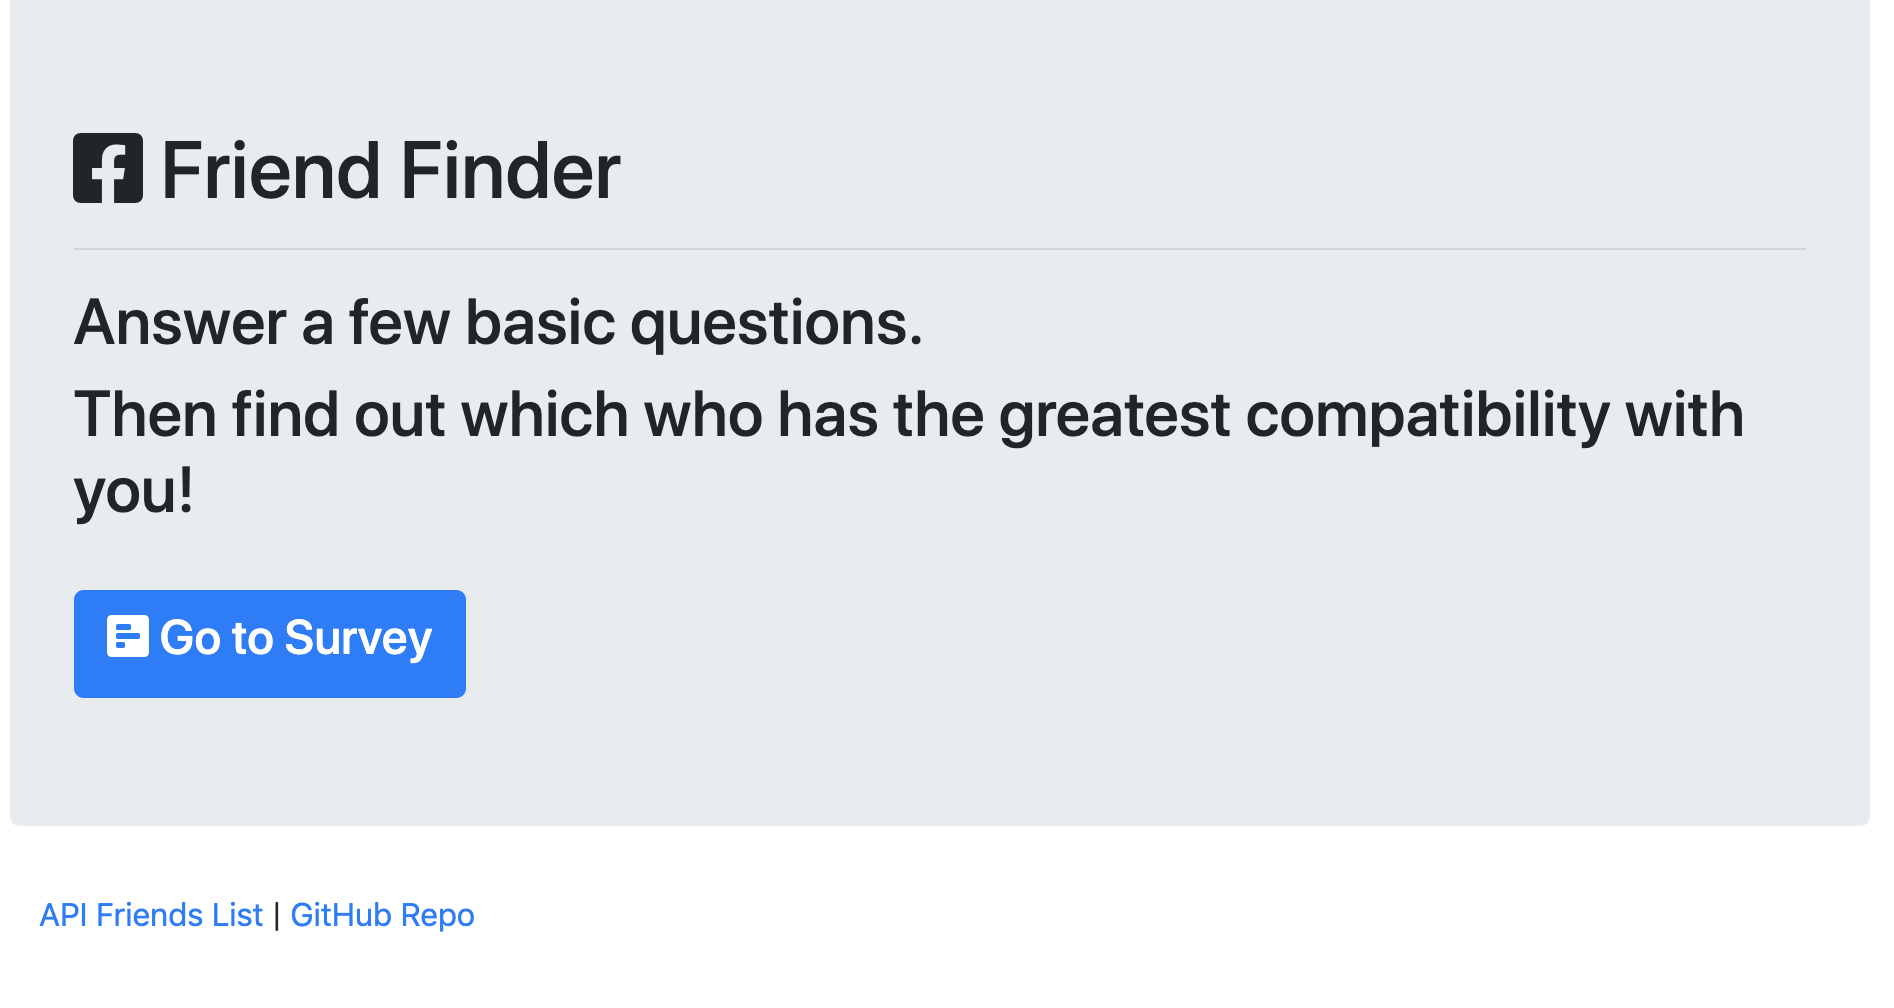 Friend Finder
Answer a few basic questions.
Then find out which who has the greatest compatibility with
you!
Go to Survey
API Friends List | GitHub Repo